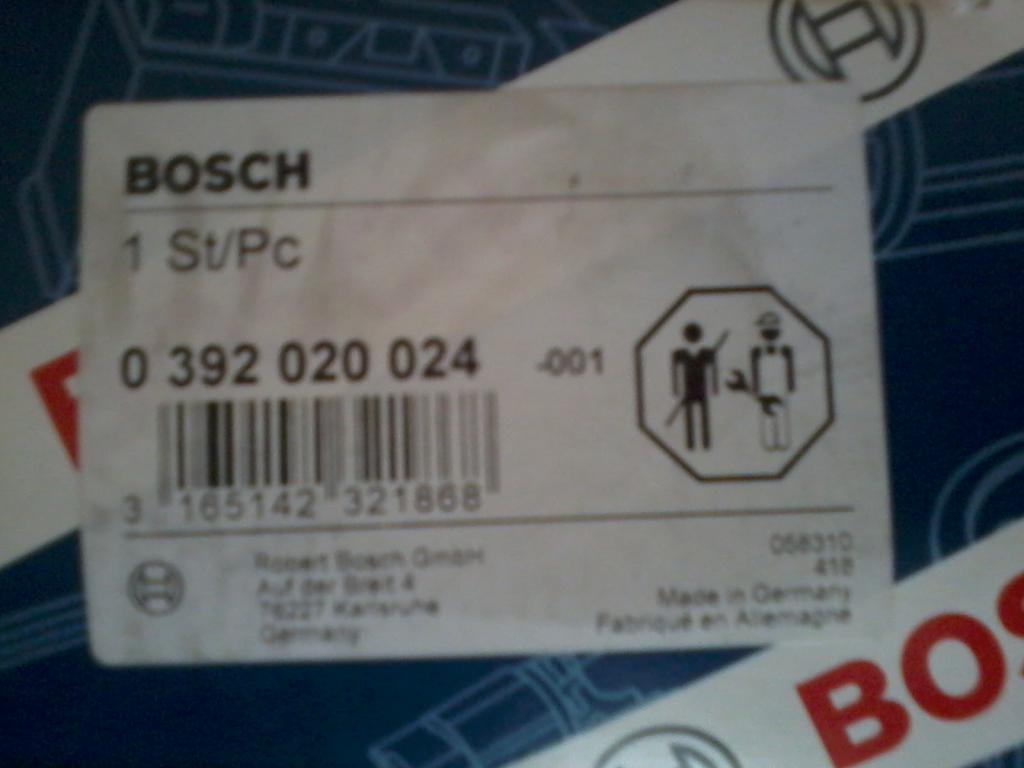 BOSCH
1 St/Pc
0 392 020 024 -001
3 165142 321868
Robert Bosch GmbH
Auf der Breit 4
76227 Karlsruhe
Germany
058310
418
Made in Germany
Fabriqué en Allemagne
BOS